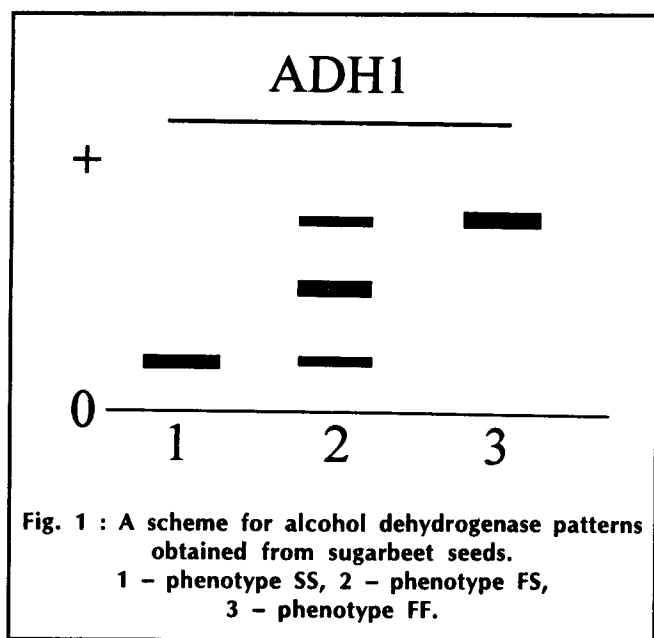 ADH1
+
0
1 2 3
Fig. 1 : A scheme for alcohol dehydrogenase patterns
obtained from sugarbeet seeds.
1 – phenotype SS, 2 – phenotype FS,
3 – phenotype FF.